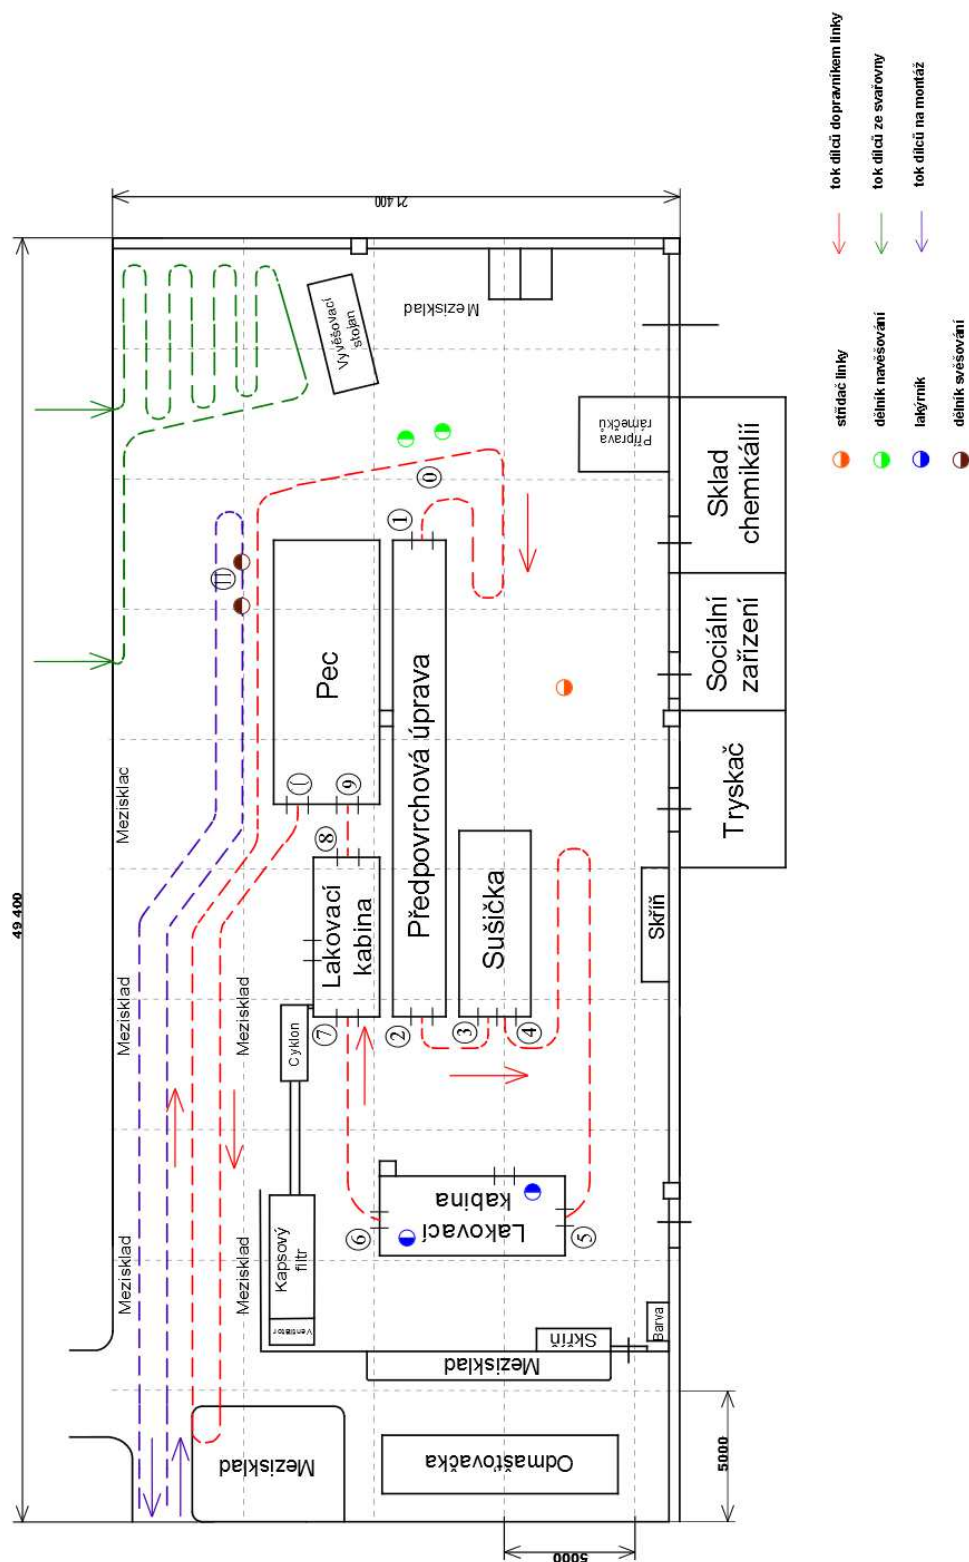 49 400
5000
Mezisklad
Mezisklad
Mezisklac
21 400
11
Mezisklad
Mezisklad
Mezisklad
Ventilátor
Kapsový
filtr
Cyklon
7
Lakovací
kabina
8
9
Pec
Vyvěšovací
stojan
6
Lakovací
kabina
5
2
Předpovrchová úprava
1
0
Mezisklad
3
4
Sušička
Odmašťovačka
Mezisklad
Skříň
Barva
Skříň
Příprava
rámečků
5000
Tryskač
Sociální
zařízení
Sklad
chemikálií
střídač linky
dělník navěšování
lakýrník
dělník svěšování
tok dílců dopravníkem linky
tok dílců ze svařovny
tok dílců na montáž